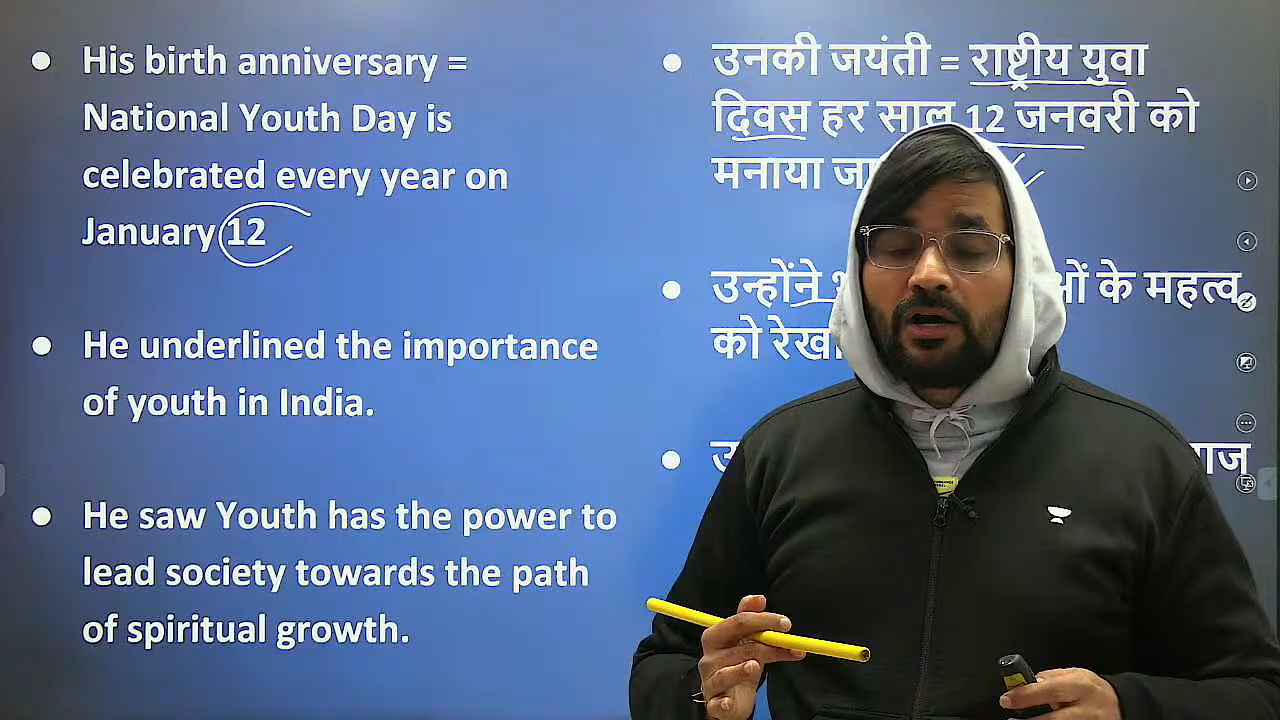 His birth anniversary =
National Youth Day is
celebrated every year on
January 12
He underlined the importance
of youth in India.
He saw Youth has the power to
lead society towards the path
of spiritual growth.
उनकी जयंती = राष्ट्रीय युवा
दिवस हर साल 12 जनवरी को
मनाया
उन्होंने के महत्व
को